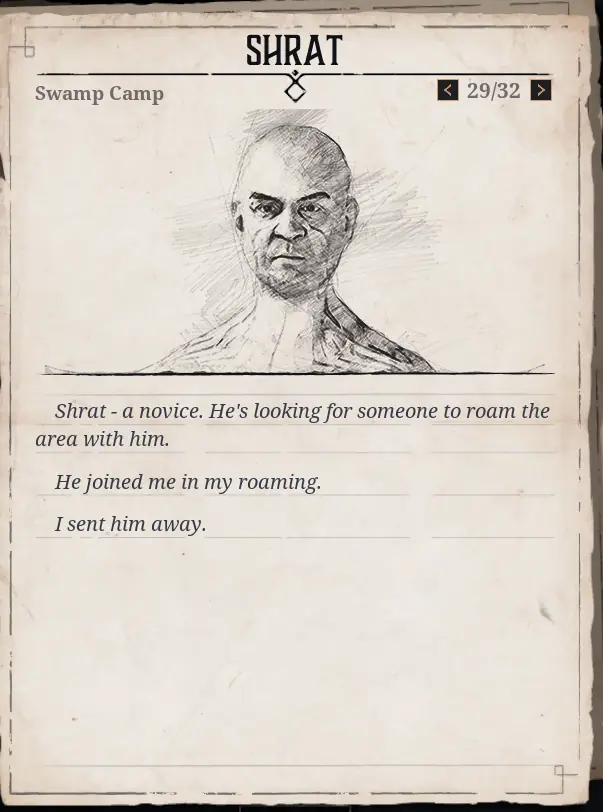 SHRAT
Swamp Camp
< 29/32 >
Shrat - a novice. He's looking for someone to roam the
area with him.
He joined me in my roaming.
I sent him away.